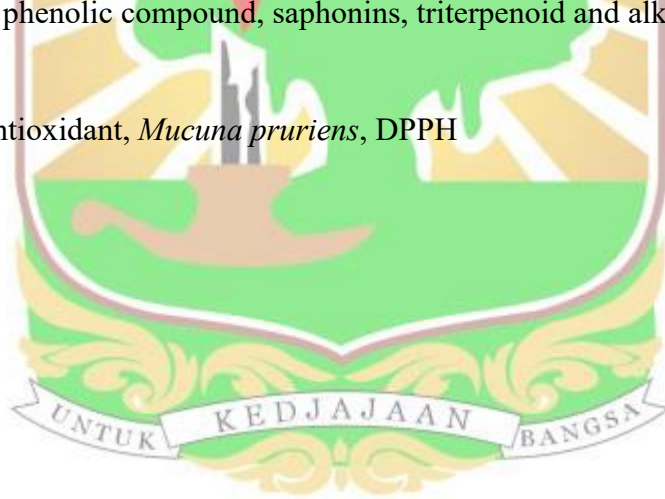 phenolic compound, saphonins, triterpenoid and alk
ntioxidant, Mucuna pruriens, DPPH
UNTUK KEDJAJAAN BANGSA